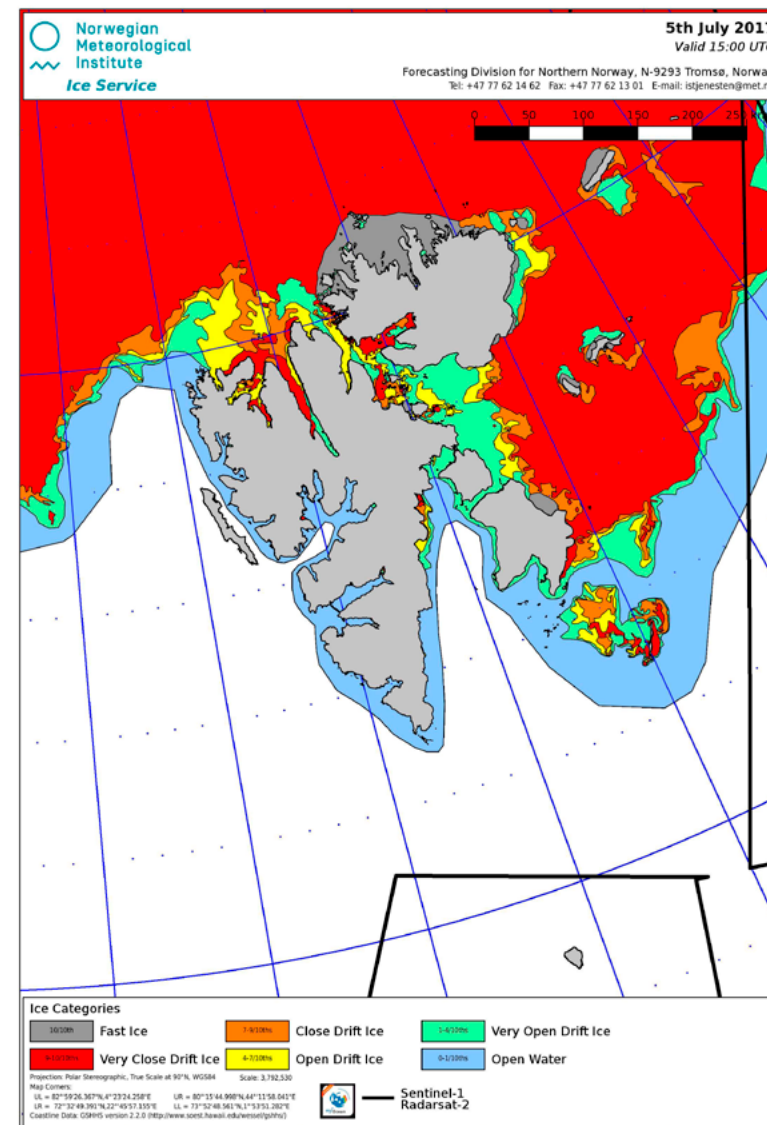 Norwegian
Meteorological
Institute
Ice Service
5th July 2017
Valid 15:00 UTC
Forecasting Division for Northern Norway, N-9293 Tromsø, Norwa
Tel: +47 77 62 14 62 Fax: +47 77 62 13 01 E-mail: istjenesten@met.n
0 50 100 150 200 250
Ice Categories
10/10th Fast Ice
7-9/10ths Close Drift Ice
1-4/10ths Very Open Drift Ice
9-10/10ths Very Close Drift Ice
4-7/10ths Open Drift Ice
0-1/10ths Open Water
Projection: Polar Stereographic, True Scale at 90°N, WGS84 Scale: 3,792,530
Map Corners:
UL = 82°59'26.367"N,4°23'24.258"E UR = 80°15'44.998"N,44°11'58.041"E
LR = 72°32'49.391"N,22°45'57.155"E LL = 73°52'48.561"N,1°53'51.282"E
Coastline Data: GSHHS version 2.2.0 (http://www.soest.hawaii.edu/wessel/gshhs/)
Sentinel-1
Radarsat-2